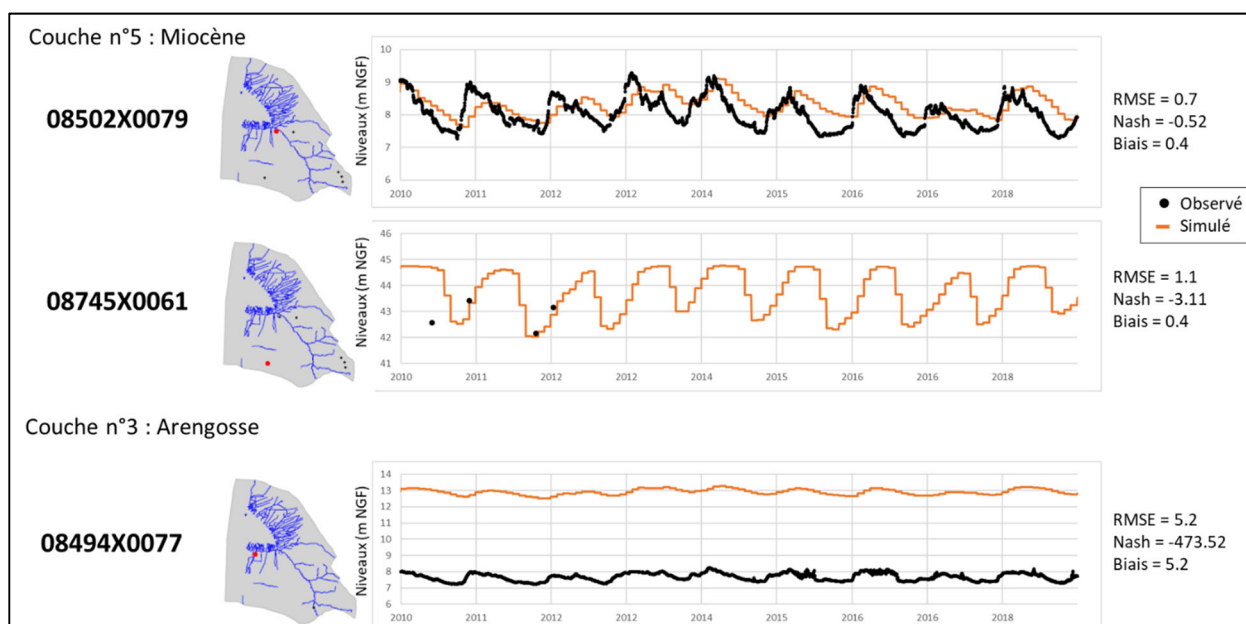 Couche n°5 : Miocène
08502X0079
Niveaux (m NGF)
10
9
8
7
6
2010 2011 2012 2012 2014 2015 2016 2016 2018
RMSE = 0.7
Nash = -0.52
Biais = 0.4
Observé
Simulé
08745X0061
Niveaux (m NGF)
46
45
44
43
42
41
2010 2011 2012 2012 2014 2015 2016 2016 2018
RMSE = 1.1
Nash = -3.11
Biais = 0.4
Couche n°3 : Arengosse
08494X0077
Niveaux (m NGF)
14
13
12
11
10
9
8
7
6
2010 2011 2012 2012 2014 2015 2016 2016 2018
RMSE = 5.2
Nash = -473.52
Biais = 5.2